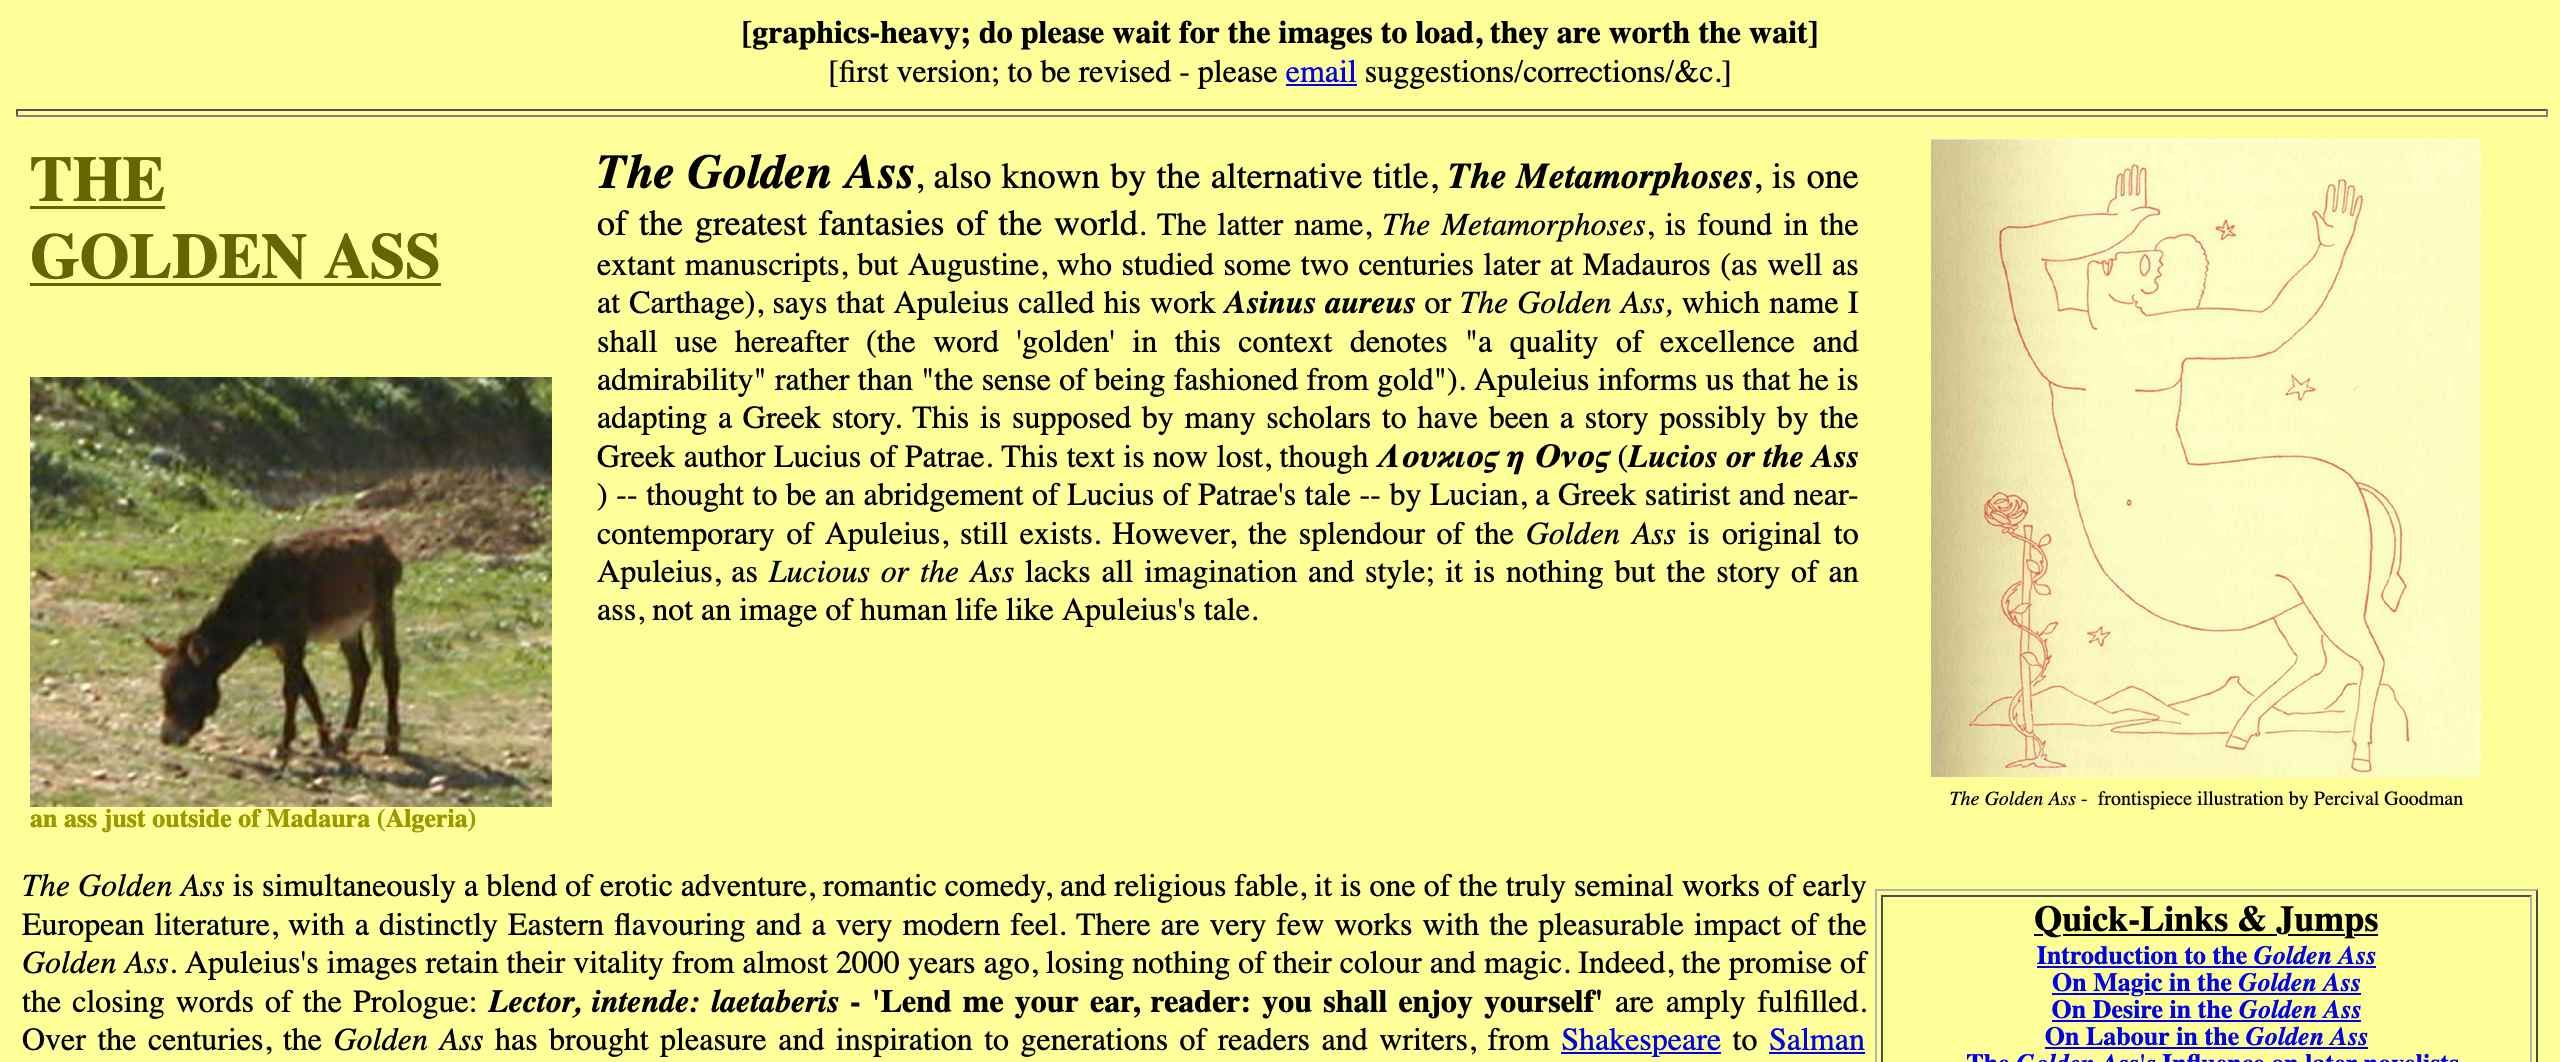 [graphics-heavy; do please wait for the images to load, they are worth the wait]
[first version; to be revised - please email suggestions/corrections/&c.]
THE
GOLDEN ASS
an ass just outside of Madaura (Algeria)
The Golden Ass, also known by the alternative title, The Metamorphoses, is one
of the greatest fantasies of the world. The latter name, The Metamorphoses, is found in the
extant manuscripts, but Augustine, who studied some two centuries later at Madauros (as well as
at Carthage), says that Apuleius called his work Asinus aureus or The Golden Ass, which name I
shall use hereafter (the word 'golden' in this context denotes "a quality of excellence and
admirability" rather than "the sense of being fashioned from gold"). Apuleius informs us that he is
adapting a Greek story. This is supposed by many scholars to have been a story possibly by the
Greek author Lucius of Patrae. This text is now lost, though Λουκιος η Ονος (Lucios or the Ass
) -- thought to be an abridgement of Lucius of Patrae's tale -- by Lucian, a Greek satirist and near-
contemporary of Apuleius, still exists. However, the splendour of the Golden Ass is original to
Apuleius, as Lucious or the Ass lacks all imagination and style; it is nothing but the story of an
ass, not an image of human life like Apuleius's tale.
The Golden Ass - frontispiece illustration by Percival Goodman
The Golden Ass is simultaneously a blend of erotic adventure, romantic comedy, and religious fable, it is one of the truly seminal works of early
European literature, with a distinctly Eastern flavouring and a very modern feel. There are very few works with the pleasurable impact of the
Golden Ass. Apuleius's images retain their vitality from almost 2000 years ago, losing nothing of their colour and magic. Indeed, the promise of
the closing words of the Prologue: Lector, intende: laetaberis - 'Lend me your ear, reader: you shall enjoy yourself' are amply fulfilled.
Over the centuries, the Golden Ass has brought pleasure and inspiration to generations of readers and writers, from Shakespeare to Salman
Quick-Links & Jumps
Introduction to the Golden Ass
On Magic in the Golden Ass
On Desire in the Golden Ass
On Labour in the Golden Ass
The Golden Ass's Influence on later novelists